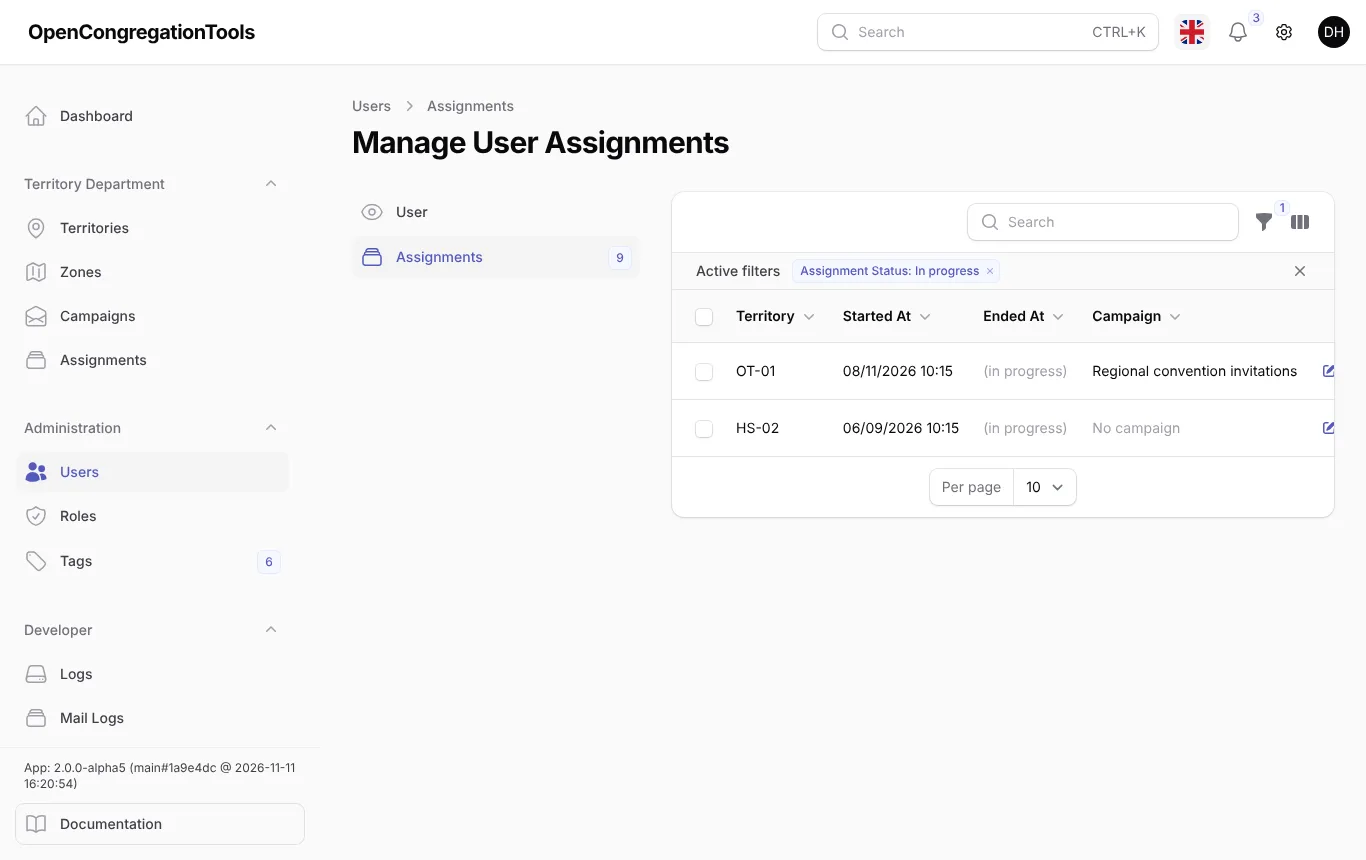 OpenCongregationTools
Search CTRL+K
3
DH
Dashboard
Territory Department
Territories
Zones
Campaigns
Assignments
Administration
Users
Roles
Tags 6
Developer
Logs
Mail Logs
App: 2.0.0-alpha5 (main#1a9e4dc @ 2026-11-11
16:20:54)
Documentation
Users Assignments
Manage User Assignments
User
Assignments 9
Search
1
Active filters Assignment Status: In progress ×
Territory Started At Ended At Campaign
OT-01 08/11/2026 10:15 (in progress) Regional convention invitations
HS-02 06/09/2026 10:15 (in progress) No campaign
Per page 10